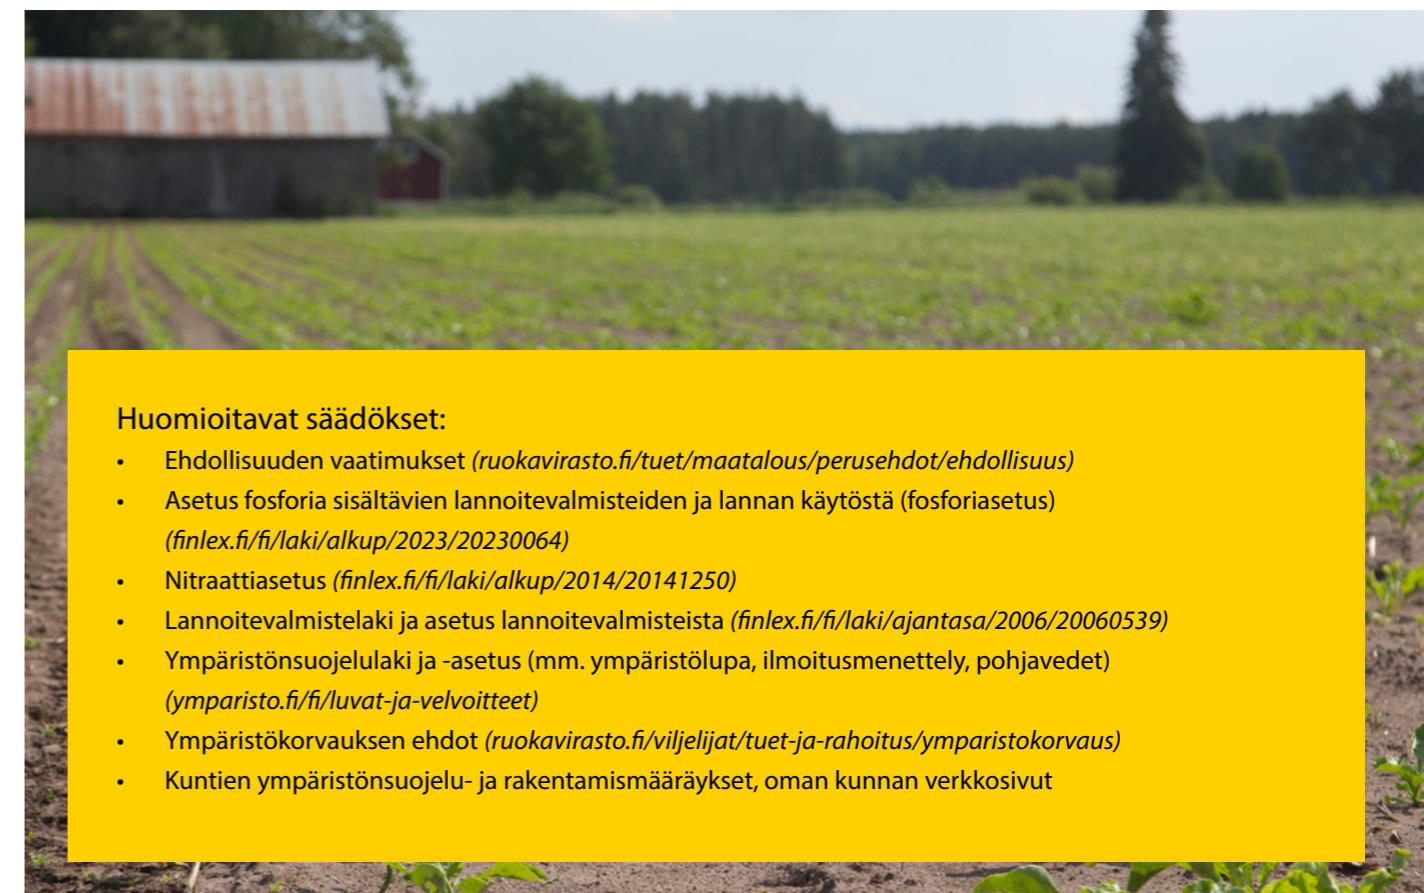 Huomioitavat säädökset:
• Ehdollisuuden vaatimukset (ruokavirasto.fi/tuet/maatalous/perusehdot/ehdollisuus)
• Asetus fosforia sisältävien lannoitevalmisteiden ja lannan käytöstä (fosforiasetus)
(finlex.fi/fi/laki/alkup/2023/20230064)
• Nitraattiasetus (finlex.fi/fi/laki/alkup/2014/20141250)
• Lannoitevalmistelaki ja asetus lannoitevalmisteista (finlex.fi/fi/laki/ajantasa/2006/20060539)
• Ympäristönsuojelulaki ja -asetus (mm. ympäristölupa, ilmoitusmenettely, pohjavedet)
(ymparisto.fi/fi/luvat-ja-velvoitteet)
• Ympäristökorvauksen ehdot (ruokavirasto.fi/viljelijat/tuet-ja-rahoitus/ymparistokorvaus)
• Kuntien ympäristönsuojelu- ja rakentamismääräykset, oman kunnan verkkosivut